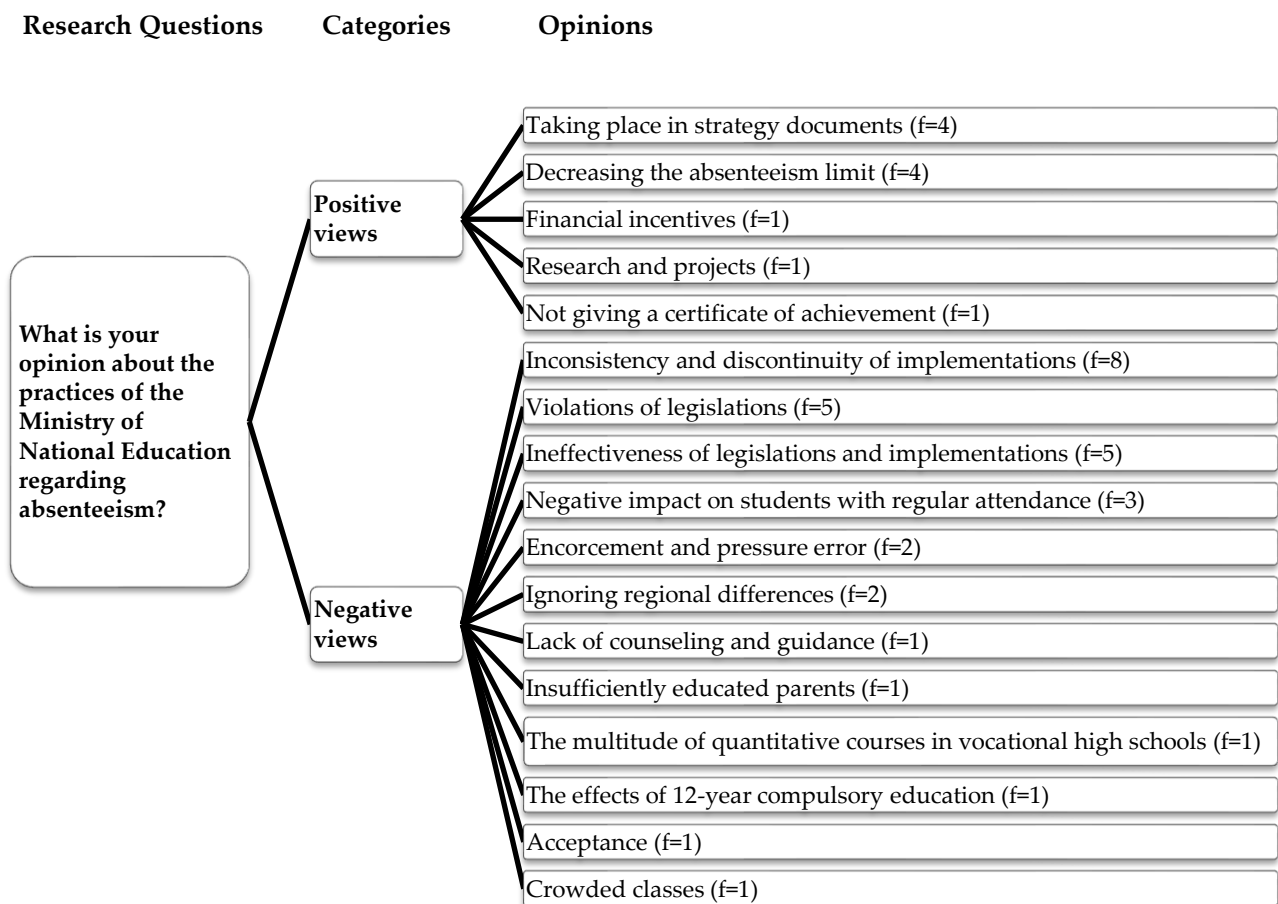 Research Questions Categories Opinions
What is your
opinion about the
practices of the
Ministry of
National Education
regarding
absenteeism?
Positive
views
Taking place in strategy documents (f=4)
Decreasing the absenteeism limit (f=4)
Financial incentives (f=1)
Research and projects (f=1)
Not giving a certificate of achievement (f=1)
Negative
views
Inconsistency and discontinuity of implementations (f=8)
Violations of legislations (f=5)
Ineffectiveness of legislations and implementations (f=5)
Negative impact on students with regular attendance (f=3)
Encorcement and pressure error (f=2)
Ignoring regional differences (f=2)
Lack of counseling and guidance (f=1)
Insufficiently educated parents (f=1)
The multitude of quantitative courses in vocational high schools (f=1)
The effects of 12-year compulsory education (f=1)
Acceptance (f=1)
Crowded classes (f=1)